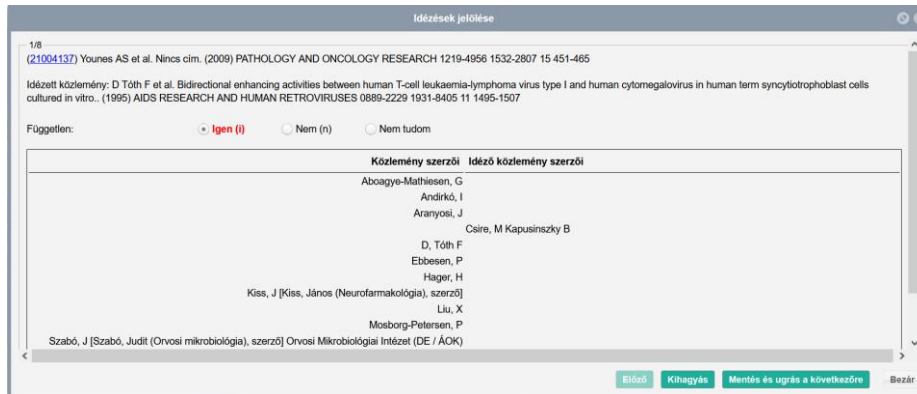 Idézések jelölése
1/8
(21004137) Younes AS et al. Nincs cím. (2009) PATHOLOGY AND ONCOLOGY RESEARCH 1219-4956 1532-2807 15 451-465
Idézett közlemény: D Tóth F et al. Bidirectional enhancing activities between human T-cell leukaemia-lymphoma virus type I and human cytomegalovirus in human term syncytiotrophoblast cells
cultured in vitro.. (1995) AIDS RESEARCH AND HUMAN RETROVIRUSES 0889-2229 1931-8405 11 1495-1507
Független: Igen (i) Nem (n) Nem tudom
Közlemény szerzői Idéző közlemény szerzői
Aboagye-Mathiesen, G
Andirkó, I
Aranyosi, J
Csire, M Kapusinszky B
D, Tóth F
Ebbesen, P
Hager, H
Kiss, J [Kiss, János (Neurofarmakológia), szerző]
Liu, X
Mosborg-Petersen, P
Szabó, J [Szabó, Judit (Orvosi mikrobiológia), szerző] Orvosi Mikrobiológiai Intézet (DE / ÁOK)
Előző Kihagyás Mentés és ugrás a következőre Bezár